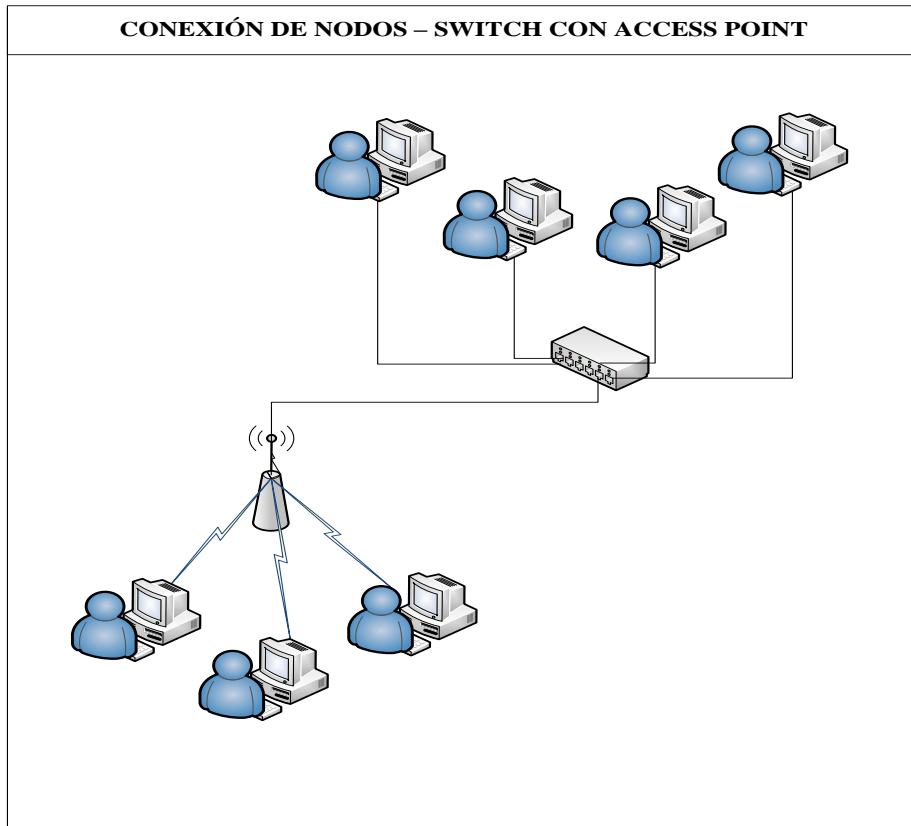 CONEXIÓN DE NODOS – SWITCH CON ACCESS POINT